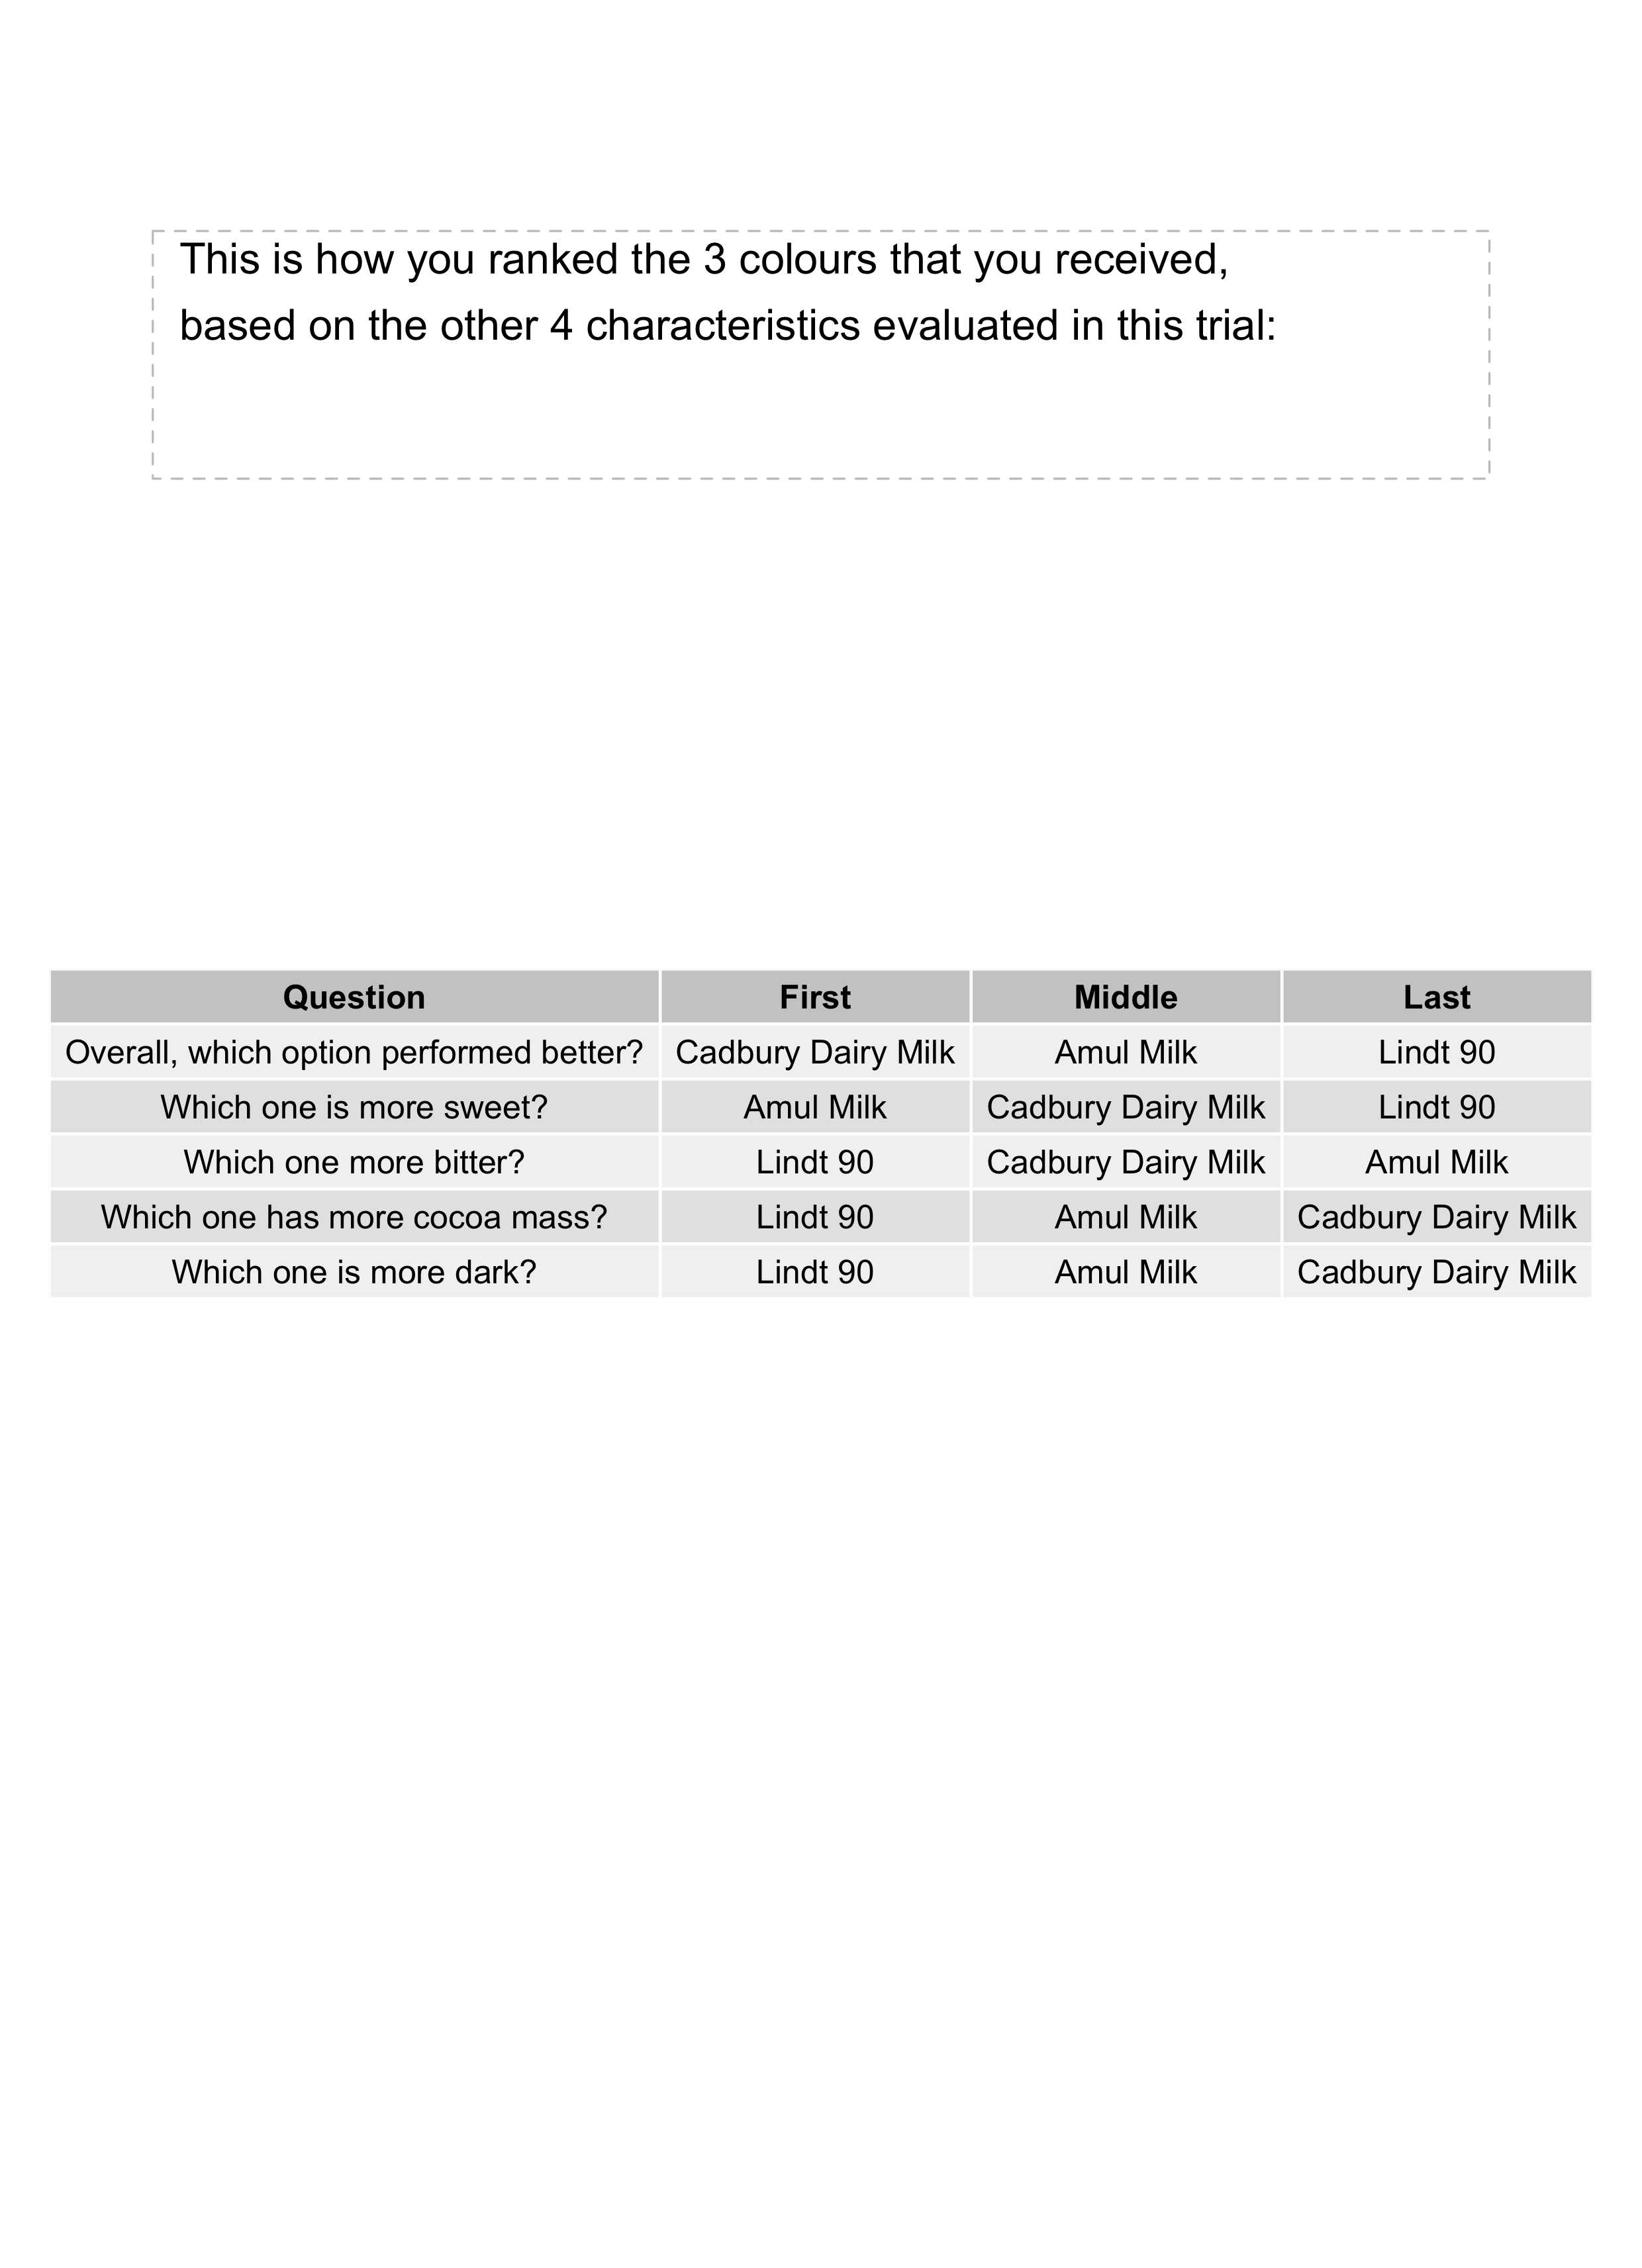 This is how you ranked the 3 colours that you received,
based on the other 4 characteristics evaluated in this trial:
Question First Middle Last
Overall, which option performed better? Cadbury Dairy Milk Amul Milk Lindt 90
Which one is more sweet? Amul Milk Cadbury Dairy Milk Lindt 90
Which one more bitter? Lindt 90 Cadbury Dairy Milk Amul Milk
Which one has more cocoa mass? Lindt 90 Amul Milk Cadbury Dairy Milk
Which one is more dark? Lindt 90 Amul Milk Cadbury Dairy Milk